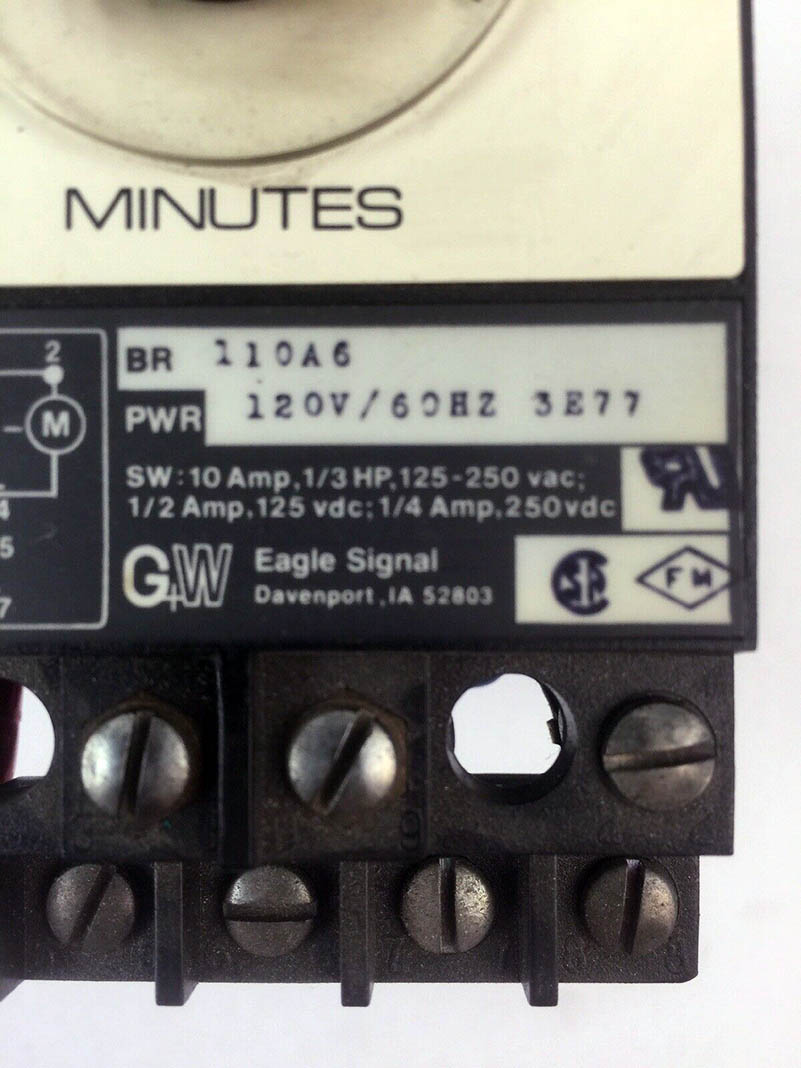 MINUTES
2
M
4
5
7
BR 110A6
PWR 120V/60HZ 3E77
SW: 10 Amp, 1/3 HP, 125-250 vac;
1/2 Amp, 125 vdc; 1/4 Amp, 250vdc
G+W Eagle Signal
Davenport, IA 52803
FM